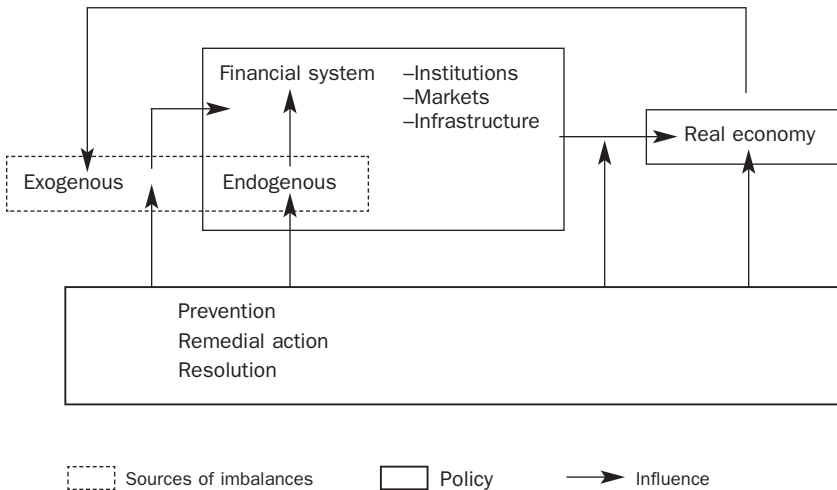 Financial system –Institutions
–Markets
–Infrastructure
Real economy
Exogenous Endogenous
Prevention
Remedial action
Resolution
Sources of imbalances Policy Influence